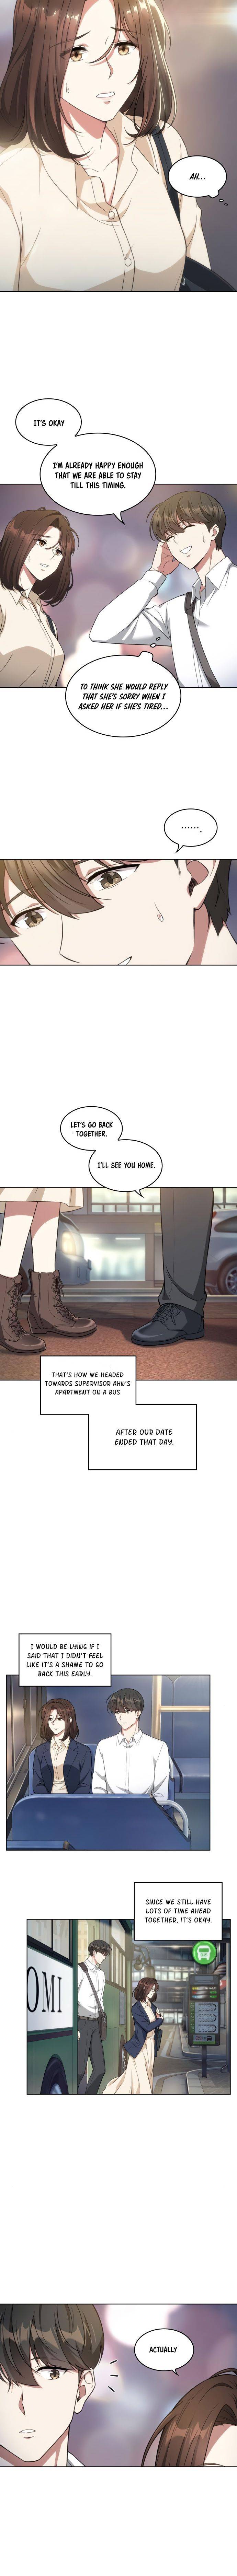 AH...
IT'S OKAY
I'M ALREADY HAPPY ENOUGH
THAT WE ARE ABLE TO STAY
TILL THIS TIMING.
TO THINK SHE WOULD REPLY
THAT SHE'S SORRY WHEN I
ASKED HER IF SHE'S TIRED...
.......
LET'S GO BACK
TOGETHER.
I'LL SEE YOU HOME.
THAT'S HOW WE HEADED
TOWARDS SUPERVISOR AHN'S
APARTMENT ON A BUS
AFTER OUR DATE
ENDED THAT DAY.
I WOULD BE LYING IF I
SAID THAT I DIDN'T FEEL
LIKE IT'S A SHAME TO GO
BACK THIS EARLY.
SINCE WE STILL HAVE
LOTS OF TIME AHEAD
TOGETHER, IT'S OKAY.
OMI
ACTUALLY